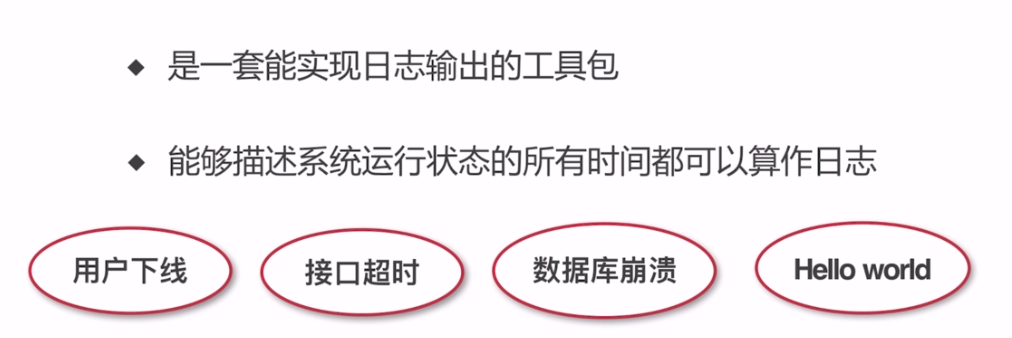 ◆ 是一套能实现日志输出的工具包
◆ 能够描述系统运行状态的所有时间都可以算作日志
用户下线 接口超时 数据库崩溃 Hello world